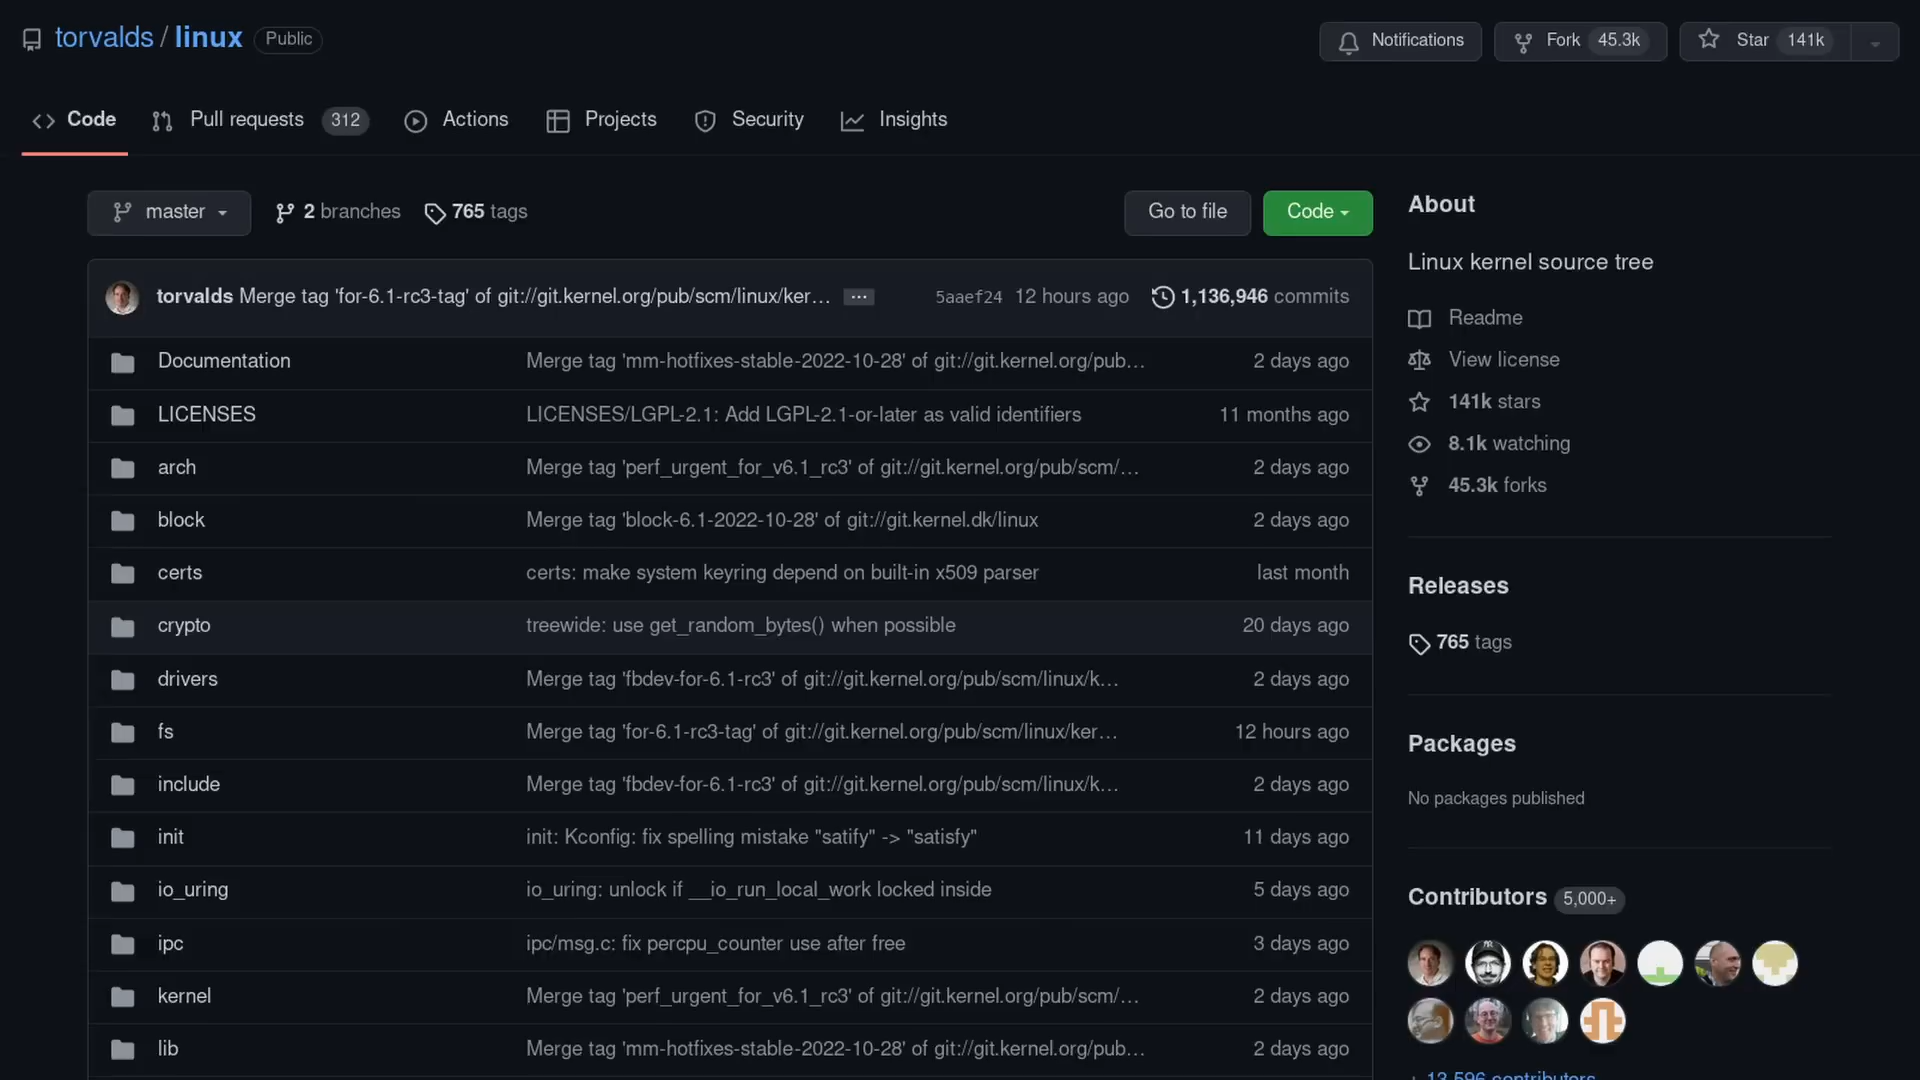 torvalds / linux Public
Notifications
Fork 45.3k
Star 141k
Code
Pull requests 312
Actions
Projects
Security
Insights
master
2 branches
765 tags
Go to file
Code
torvalds Merge tag 'for-6.1-rc3-tag' of git://git.kernel.org/pub/scm/linux/ker… ... 5aaef24 12 hours ago 1,136,946 commits
Documentation Merge tag 'mm-hotfixes-stable-2022-10-28' of git://git.kernel.org/pub… 2 days ago
LICENSES LICENSES/LGPL-2.1: Add LGPL-2.1-or-later as valid identifiers 11 months ago
arch Merge tag 'perf_urgent_for_v6.1_rc3' of git://git.kernel.org/pub/scm/… 2 days ago
block Merge tag 'block-6.1-2022-10-28' of git://git.kernel.dk/linux 2 days ago
certs certs: make system keyring depend on built-in x509 parser last month
crypto treewide: use get_random_bytes() when possible 20 days ago
drivers Merge tag 'fbdev-for-6.1-rc3' of git://git.kernel.org/pub/scm/linux/k… 2 days ago
fs Merge tag 'for-6.1-rc3-tag' of git://git.kernel.org/pub/scm/linux/ker… 12 hours ago
include Merge tag 'fbdev-for-6.1-rc3' of git://git.kernel.org/pub/scm/linux/k… 2 days ago
init init: Kconfig: fix spelling mistake "satify" -> "satisfy" 11 days ago
io_uring io_uring: unlock if __io_run_local_work locked inside 5 days ago
ipc ipc/msg.c: fix percpu_counter use after free 3 days ago
kernel Merge tag 'perf_urgent_for_v6.1_rc3' of git://git.kernel.org/pub/scm/… 2 days ago
lib Merge tag 'mm-hotfixes-stable-2022-10-28' of git://git.kernel.org/pub… 2 days ago
About
Linux kernel source tree
Readme
View license
141k stars
8.1k watching
45.3k forks
Releases
765 tags
Packages
No packages published
Contributors 5,000+
+ 13,596 contributors